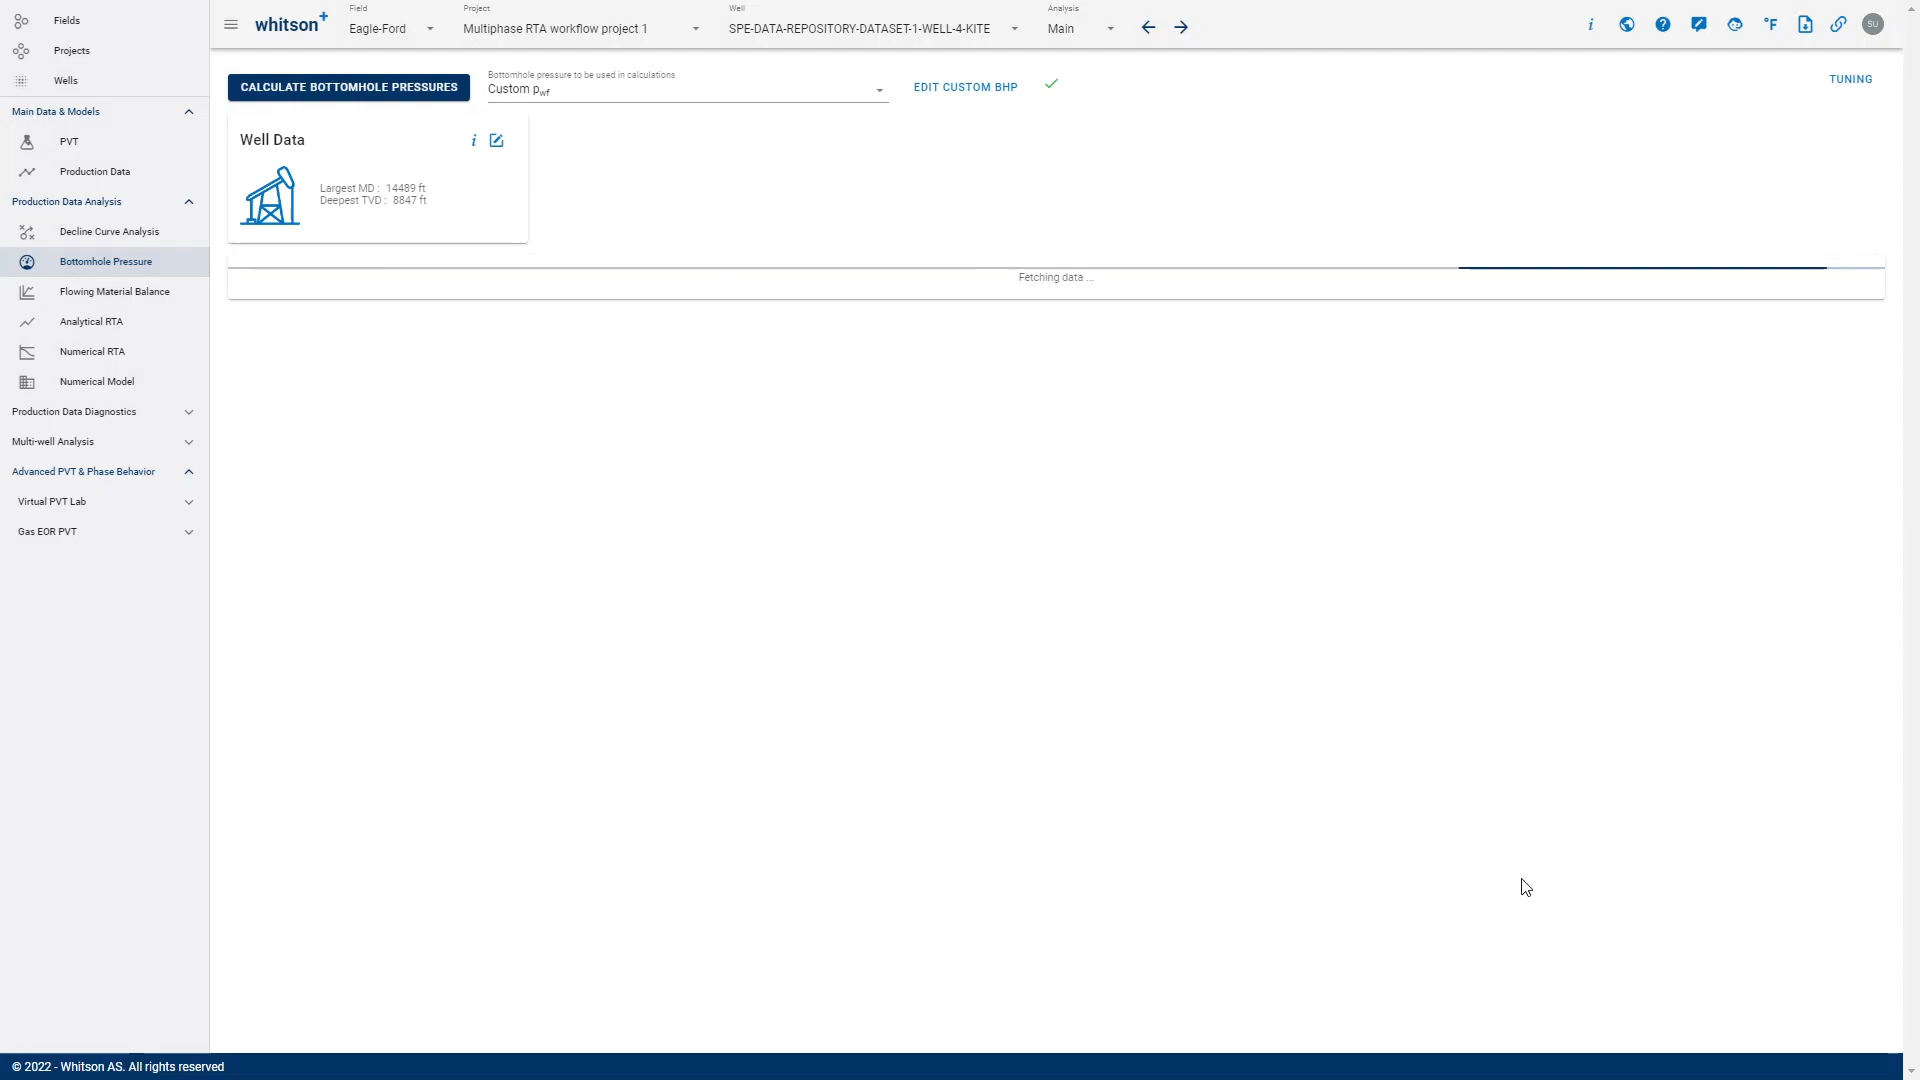 Fields
Projects
Wells
Main Data & Models
PVT
Production Data
Production Data Analysis
Decline Curve Analysis
Bottomhole Pressure
Flowing Material Balance
Analytical RTA
Numerical RTA
Numerical Model
Production Data Diagnostics
Multi-well Analysis
Advanced PVT & Phase Behavior
Virtual PVT Lab
Gas EOR PVT
whitson+
Field
Eagle-Ford
Project
Multiphase RTA workflow project 1
Well
SPE-DATA-REPOSITORY-DATASET-1-WELL-4-KITE
Analysis
Main
i
?
°F
SU
CALCULATE BOTTOMHOLE PRESSURES
Bottomhole pressure to be used in calculations
Custom pwf
EDIT CUSTOM BHP
TUNING
Well Data
i
Largest MD : 14489 ft
Deepest TVD : 8847 ft
Fetching data ...
© 2022 - Whitson AS. All rights reserved